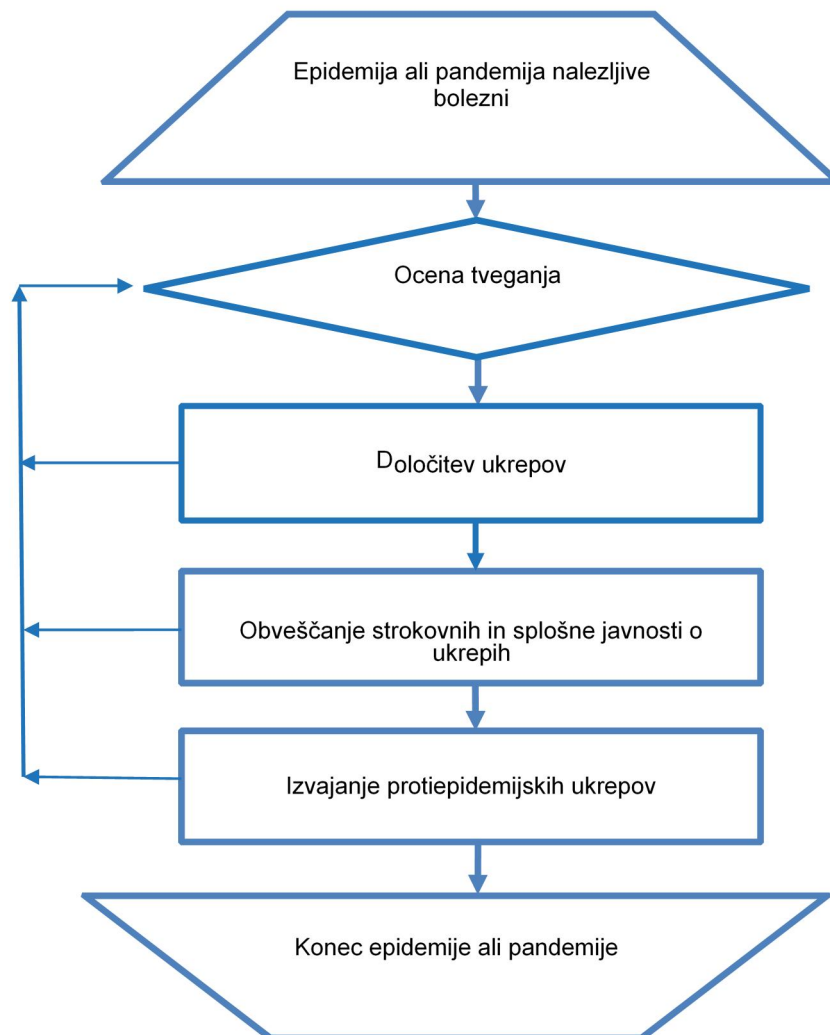 Epidemija ali pandemija nalezljive
bolezni
Ocena tveganja
Določitev ukrepov
Obveščanje strokovnih in splošne javnosti o
ukrepih
Izvajanje protiepidemijskih ukrepov
Konec epidemije ali pandemije